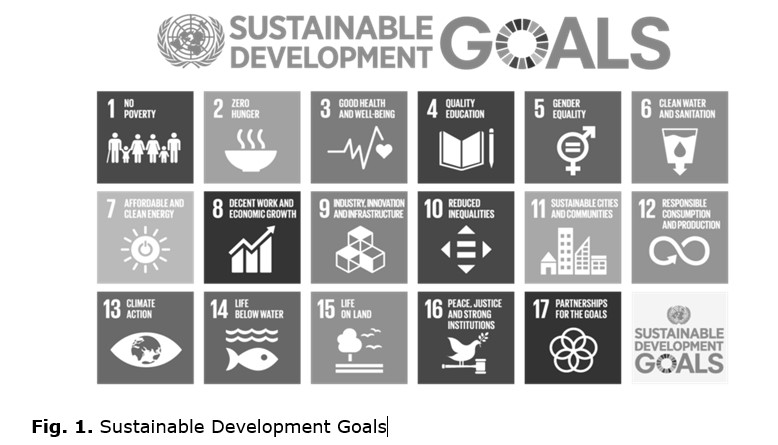 SUSTAINABLE
DEVELOPMENT
GOALS
1 NO
POVERTY
2 ZERO
HUNGER
3 GOOD HEALTH
AND WELL-BEING
4 QUALITY
EDUCATION
5 GENDER
EQUALITY
6 CLEAN WATER
AND SANITATION
7 AFFORDABLE AND
CLEAN ENERGY
8 DECENT WORK AND
ECONOMIC GROWTH
9 INDUSTRY, INNOVATION
AND INFRASTRUCTURE
10 REDUCED
INEQUALITIES
11 SUSTAINABLE CITIES
AND COMMUNITIES
12 RESPONSIBLE
CONSUMPTION
AND PRODUCTION
13 CLIMATE
ACTION
14 LIFE
BELOW WATER
15 LIFE
ON LAND
16 PEACE, JUSTICE
AND STRONG
INSTITUTIONS
17 PARTNERSHIPS
FOR THE GOALS
SUSTAINABLE
DEVELOPMENT
GOALS
Fig. 1. Sustainable Development Goals